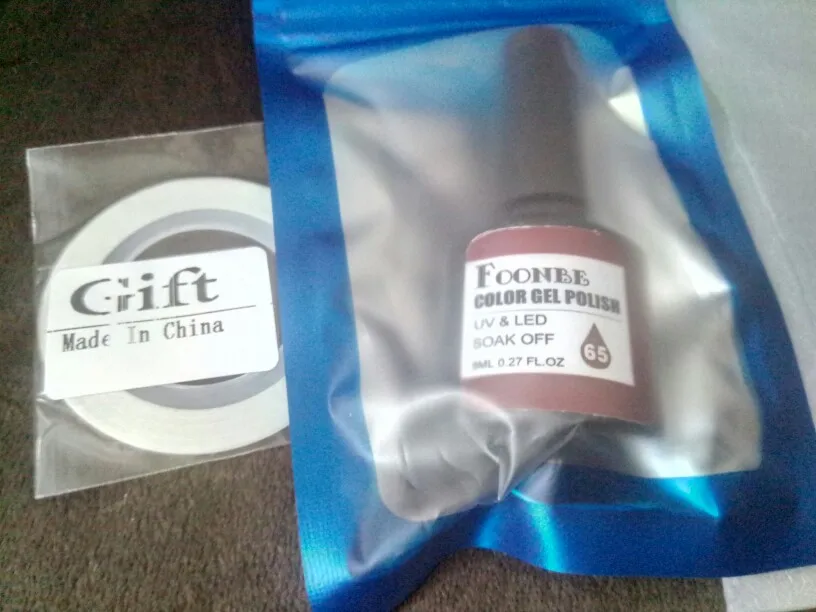 Gift
Made In China
FOONBE
COLOR GEL POLISH
UV & LED
SOAK OFF
8ML 0.27 FL.OZ
65